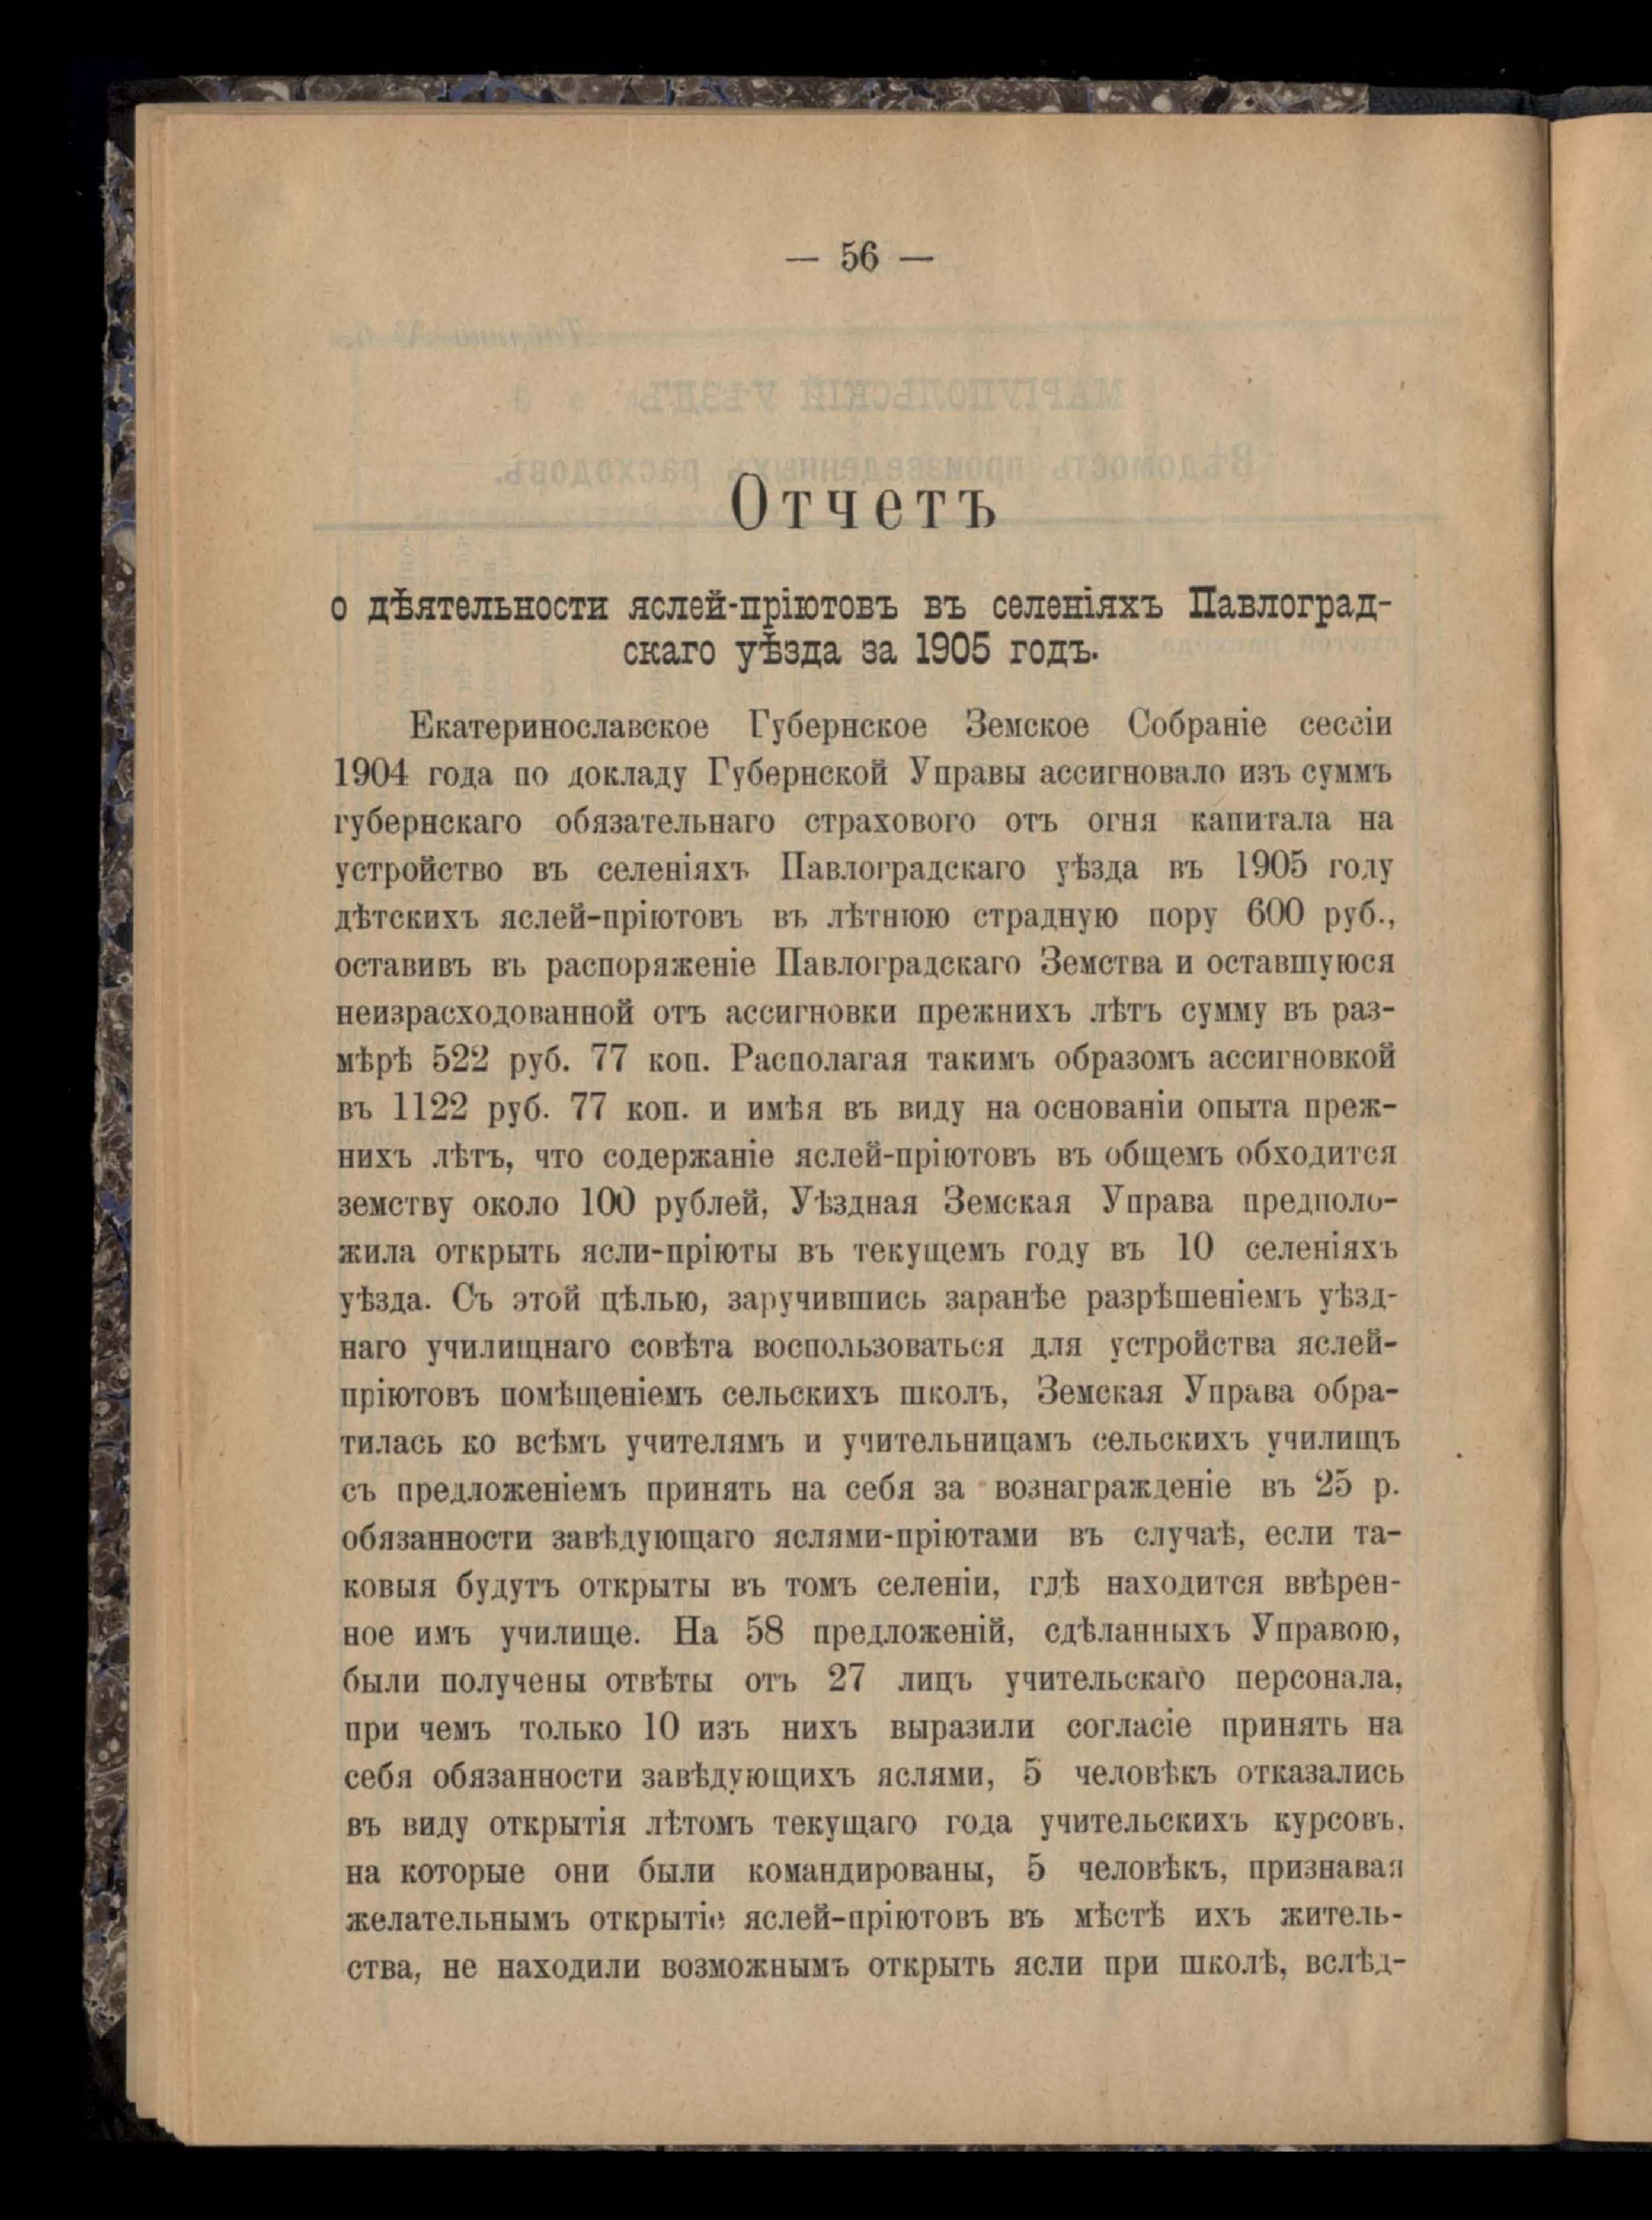 — 56 —
Отчетъ
о дѣятельности яслей-пріютовъ въ селеніяхъ Павлоград-
скаго уѣзда за 1905 годъ.
Екатеринославское Губернское Земское Собраніе сессіи
1904 года по докладу Губернской Управы ассигновало изъ суммъ
губернскаго обязательнаго страхового отъ огня капитала на
устройство въ селеніяхъ Павлоградскаго уѣзда въ 1905 году
дѣтскихъ яслей-пріютовъ въ лѣтнюю страдную пору 600 руб.,
оставивъ въ распоряженіе Павлоградскаго Земства и оставшуюся
неизрасходованной отъ ассигновки прежнихъ лѣтъ сумму въ раз-
мѣрѣ 522 руб. 77 коп. Располагая такимъ образомъ ассигновкой
въ 1122 руб. 77 коп. и имѣя въ виду на основаніи опыта преж-
нихъ лѣтъ, что содержаніе яслей-пріютовъ въ общемъ обходится
земству около 100 рублей, Уѣздная Земская Управа предполо-
жила открыть ясли-пріюты въ текущемъ году въ 10 селеніяхъ
уѣзда. Съ этой цѣлью, заручившись заранѣе разрѣшеніемъ уѣзд-
наго училищнаго совѣта воспользоваться для устройства яслей-
пріютовъ помѣщеніемъ сельскихъ школъ, Земская Управа обра-
тилась ко всѣмъ учителямъ и учительницамъ сельскихъ училищъ
съ предложеніемъ принять на себя за вознагражденіе въ 25 р.
обязанности завѣдующаго яслями-пріютами въ случаѣ, если та-
ковыя будутъ открыты въ томъ селеніи, гдѣ находится ввѣрен-
ное имъ училище. На 58 предложеній, сдѣланныхъ Управою,
были получены отвѣты отъ 27 лицъ учительскаго персонала,
при чемъ только 10 изъ нихъ выразили согласіе принять на
себя обязанности завѣдующихъ яслями, 5 человѣкъ отказались
въ виду открытія лѣтомъ текущаго года учительскихъ курсовъ,
на которые они были командированы, 5 человѣкъ, признавая
желательнымъ открытіе яслей-пріютовъ въ мѣстѣ ихъ житель-
ства, не находили возможнымъ открыть ясли при школѣ, вслѣд-